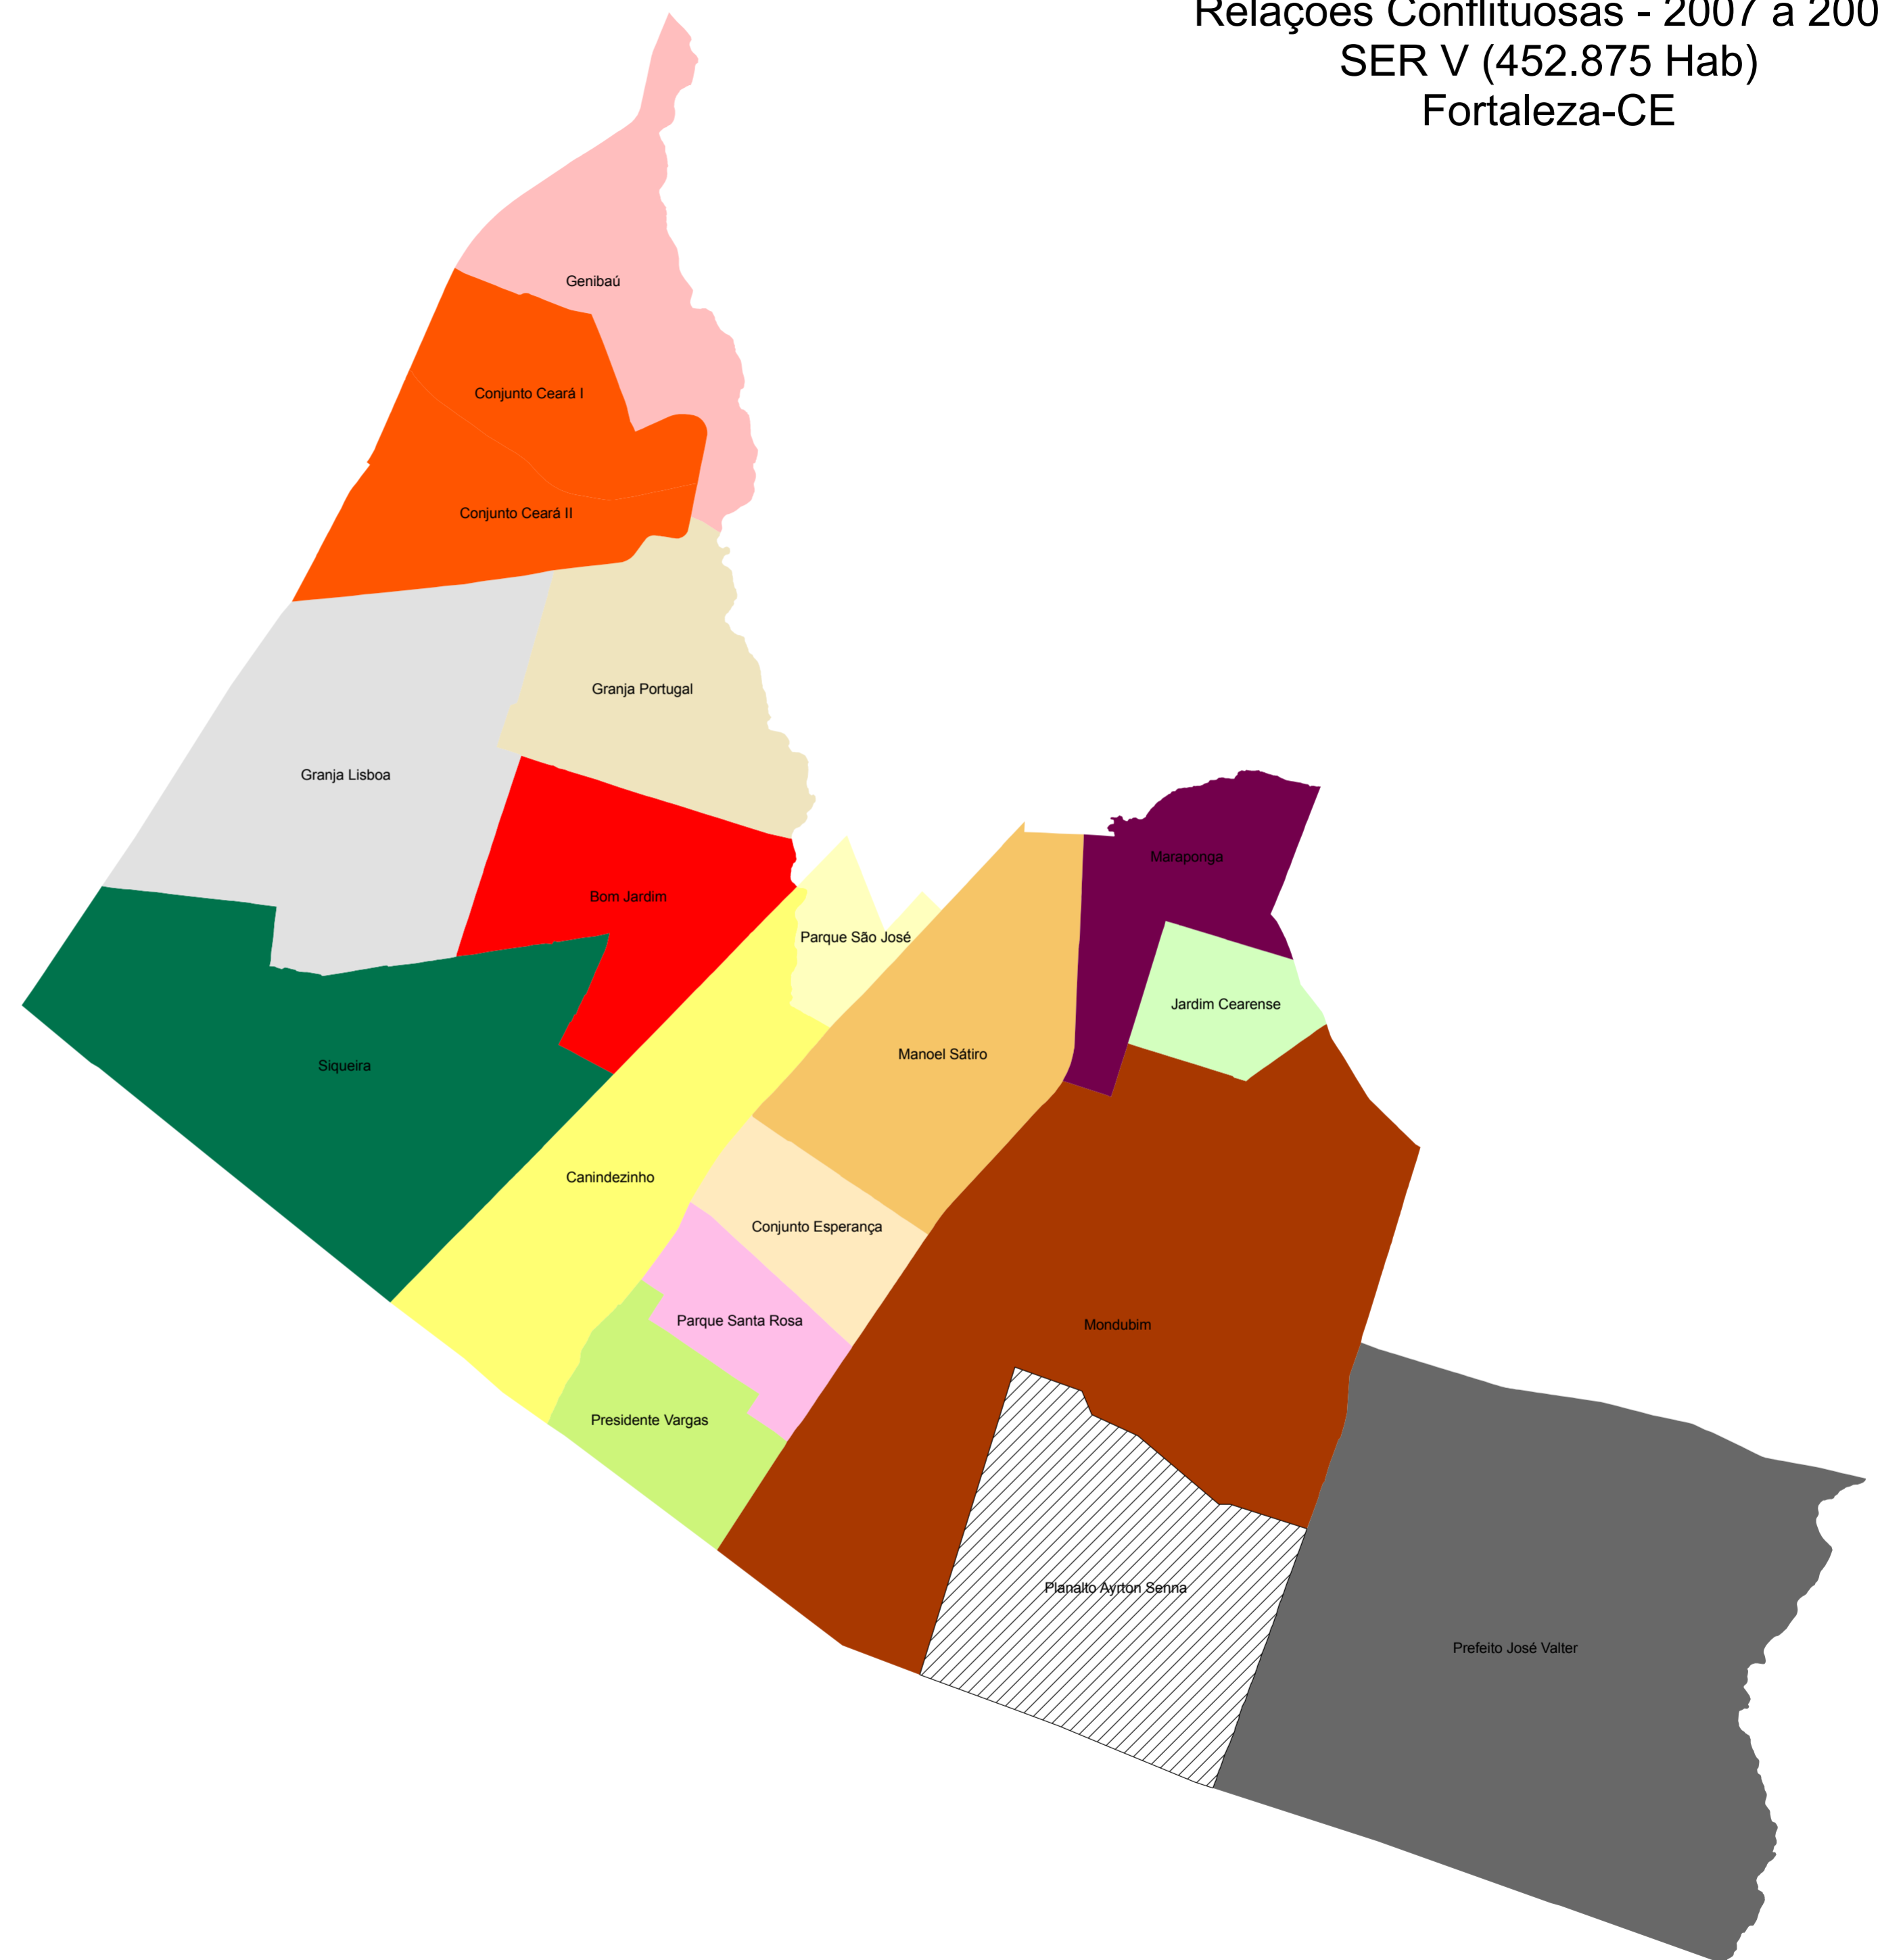 Relações Conflituosas - 2007 a 200
SER V (452.875 Hab)
Fortaleza-CE
Genibaú
Conjunto Ceará I
Conjunto Ceará II
Granja Portugal
Granja Lisboa
Maraponga
Bom Jardim
Parque São José
Jardim Cearense
Manoel Sátiro
Siqueira
Canindezinho
Conjunto Esperança
Parque Santa Rosa
Mondubim
Presidente Vargas
Planalto Ayrton Senna
Prefeito José Valter